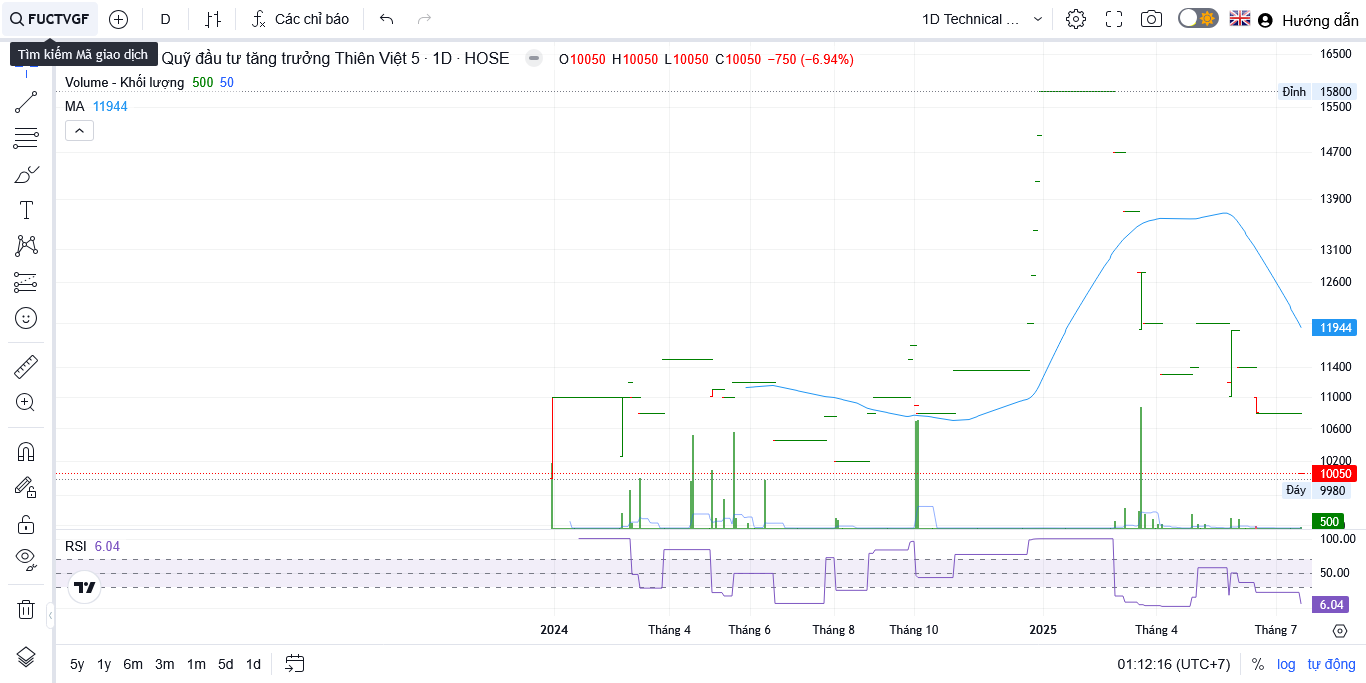 FUCTVGF
D
Các chỉ báo
1D Technical ...
Hướng dẫn
Tìm kiếm Mã giao dịch
Quỹ đầu tư tăng trưởng Thiên Việt 5 · 1D · HOSE
O10050 H10050 L10050 C10050 −750 (−6.94%)
Volume - Khối lượng 500 50
MA 11944
16500
Đỉnh 15800
15500
14700
13900
13100
12600
11944
11400
11000
10600
10200
10050
Đáy 9980
500
RSI 6.04
100.00
50.00
6.04
2024 Tháng 4 Tháng 6 Tháng 8 Tháng 10 2025 Tháng 4 Tháng 7
5y 1y 6m 3m 1m 5d 1d
01:12:16 (UTC+7) % log tự động